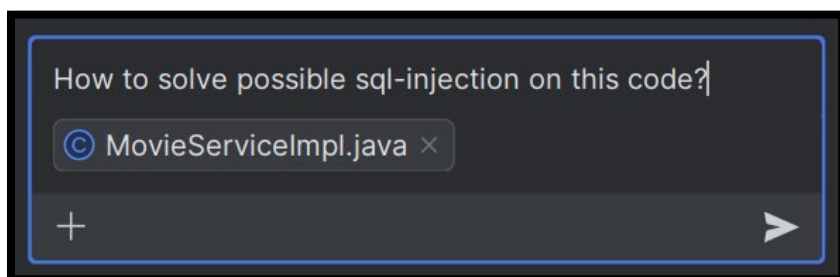 How to solve possible sql-injection on this code?
MovieServiceImpl.java